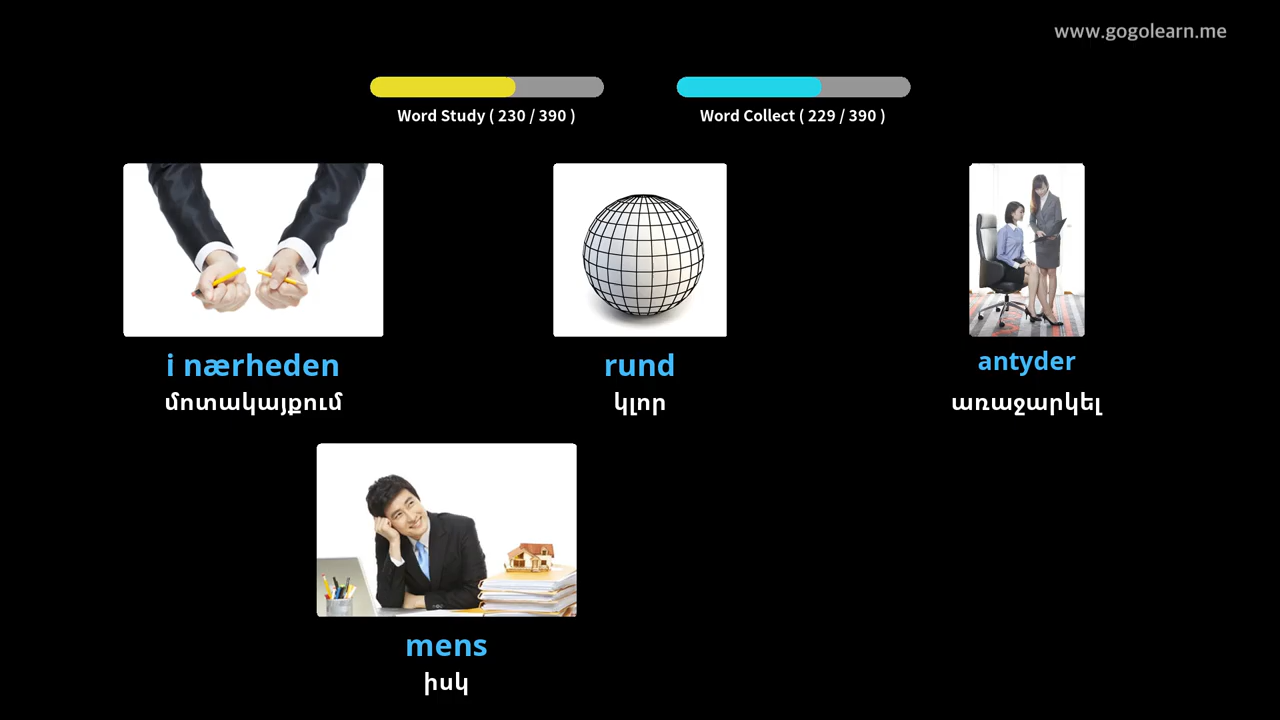 www.gogolearn.me
Word Study ( 230 / 390 )
Word Collect ( 229 / 390 )
i nærheden
մոտակայքում
rund
կլոր
antyder
առաջարկել
mens
իսկ